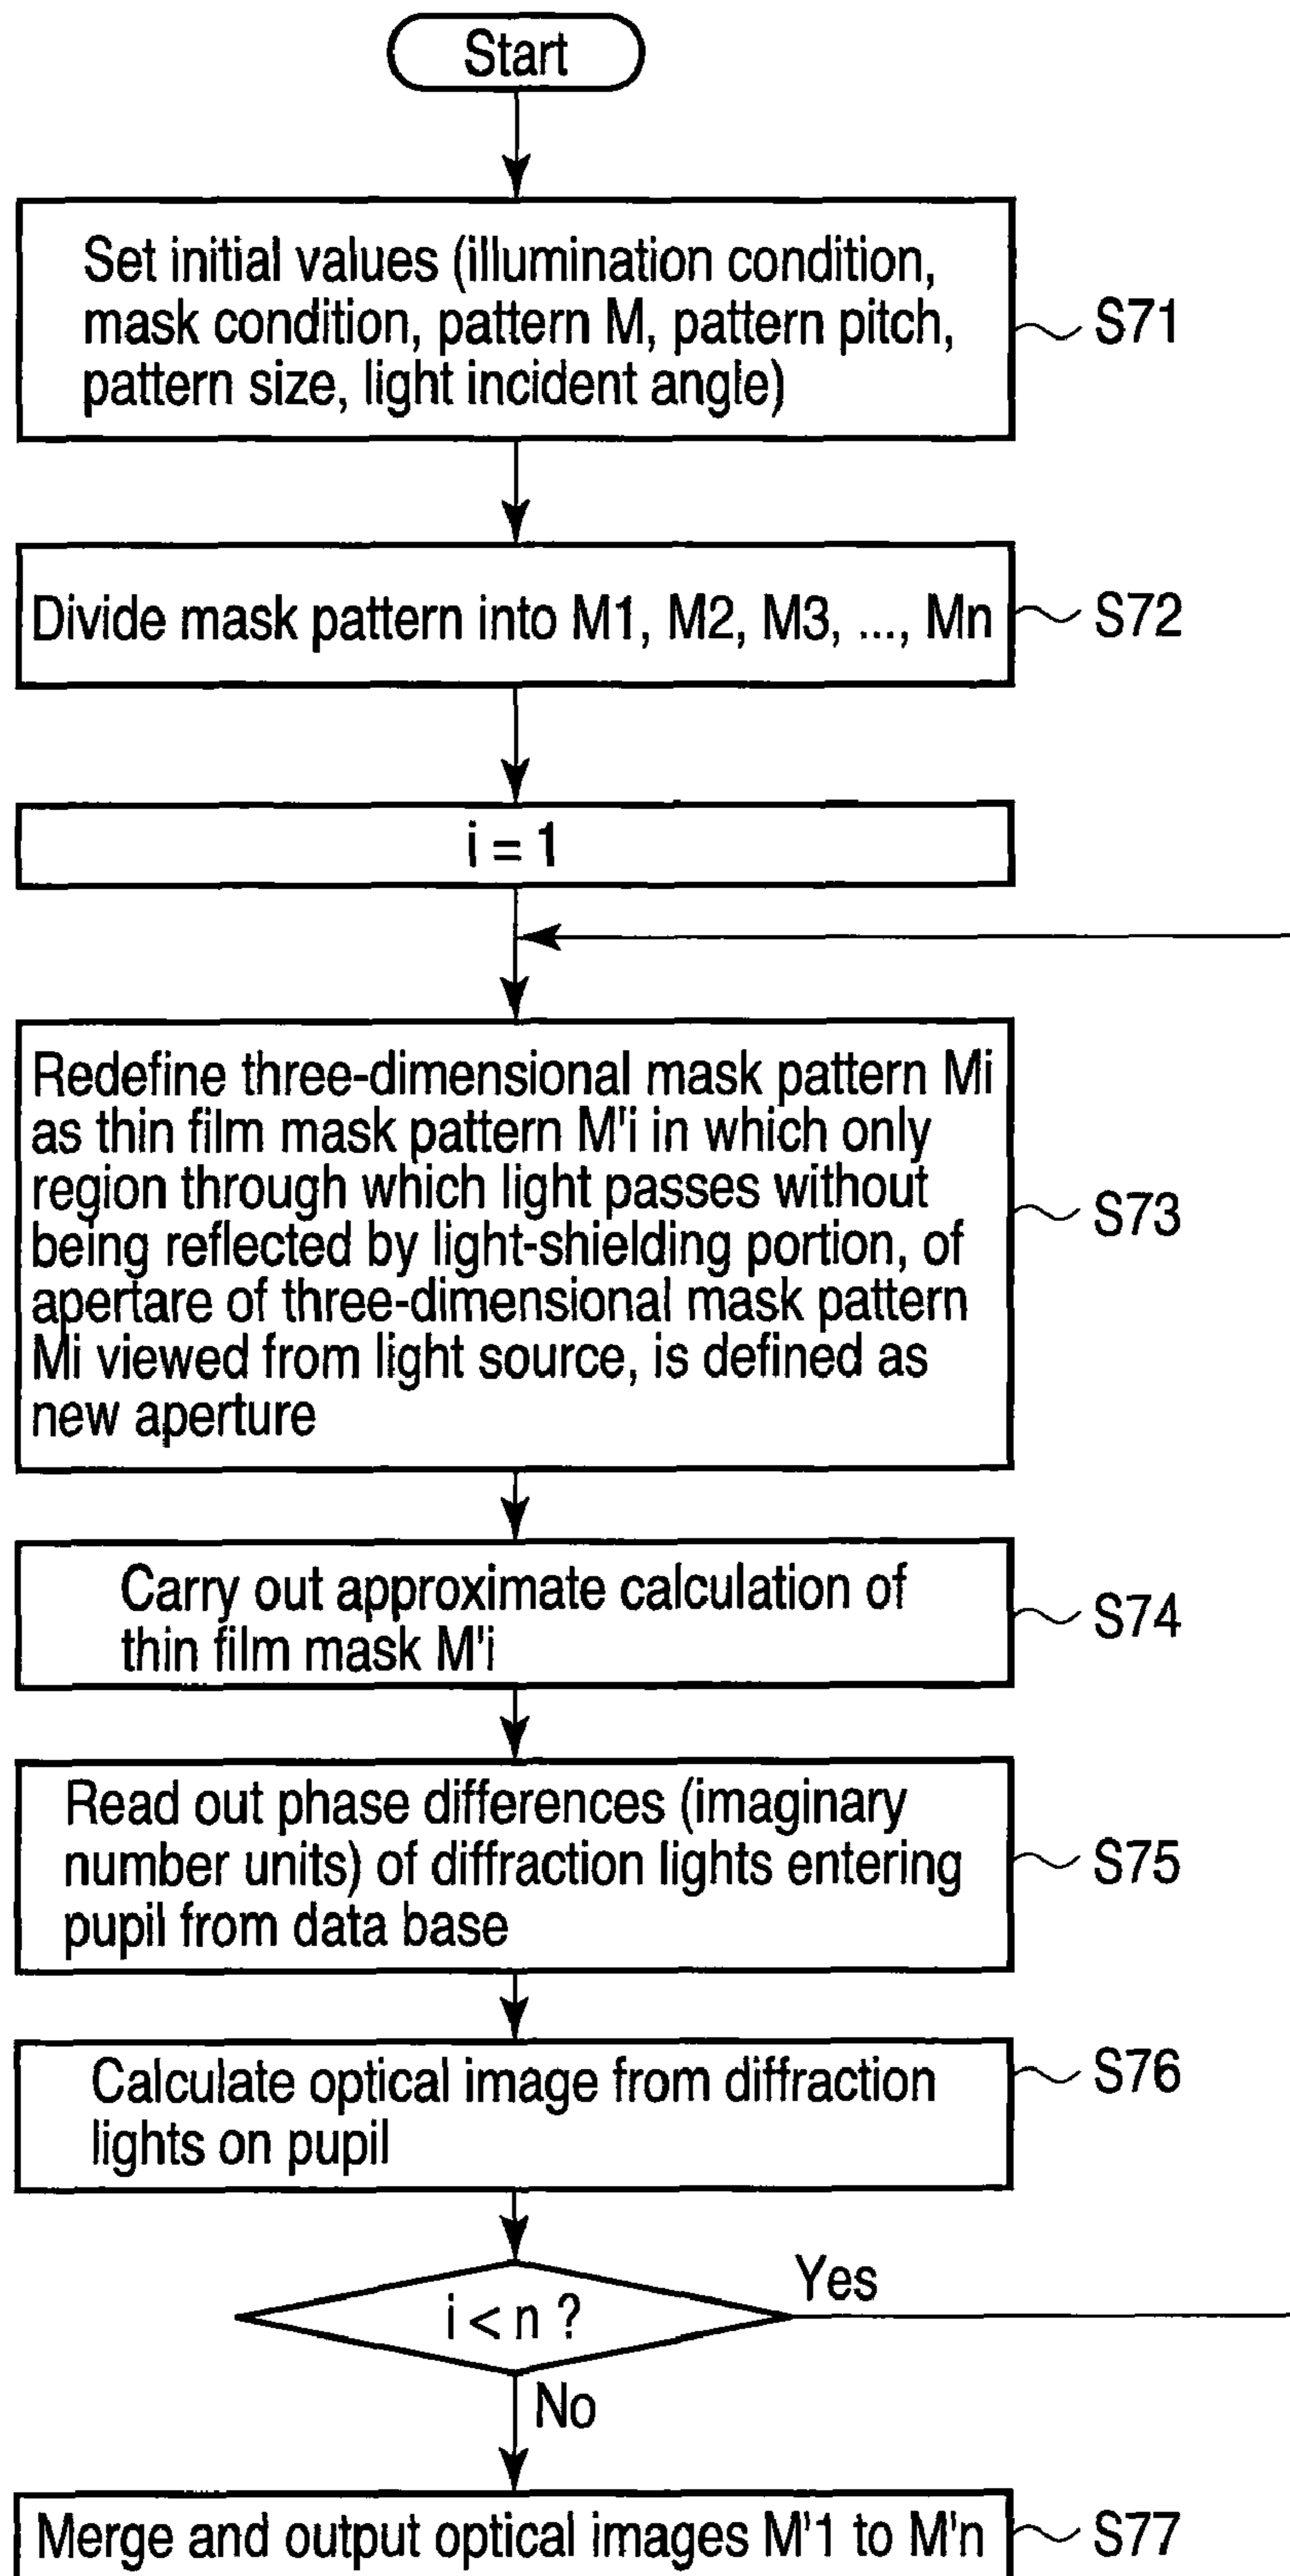 Start
Set initial values (illumination condition,
mask condition, pattern M, pattern pitch,
pattern size, light incident angle)
S71
Divide mask pattern into M1, M2, M3, ..., Mn
S72
i = 1
Redefine three-dimensional mask pattern Mi
as thin film mask pattern M'i in which only
region through which light passes without
being reflected by light-shielding portion, of
apertare of three-dimensional mask pattern
Mi viewed from light source, is defined as
new aperture
S73
Carry out approximate calculation of
thin film mask M'i
S74
Read out phase differences (imaginary
number units) of diffraction lights entering
pupil from data base
S75
Calculate optical image from diffraction
lights on pupil
S76
i < n ?
Yes
No
Merge and output optical images M'1 to M'n
S77